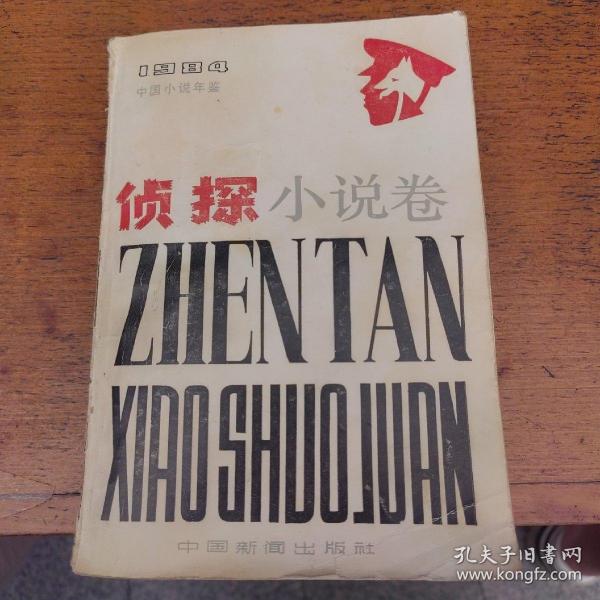 1984
中国小说年鉴
侦探小说卷
ZHENTAN
XIAOSHUOJUAN
中国新闻出版社
孔夫子旧书网
www.kongfz.com